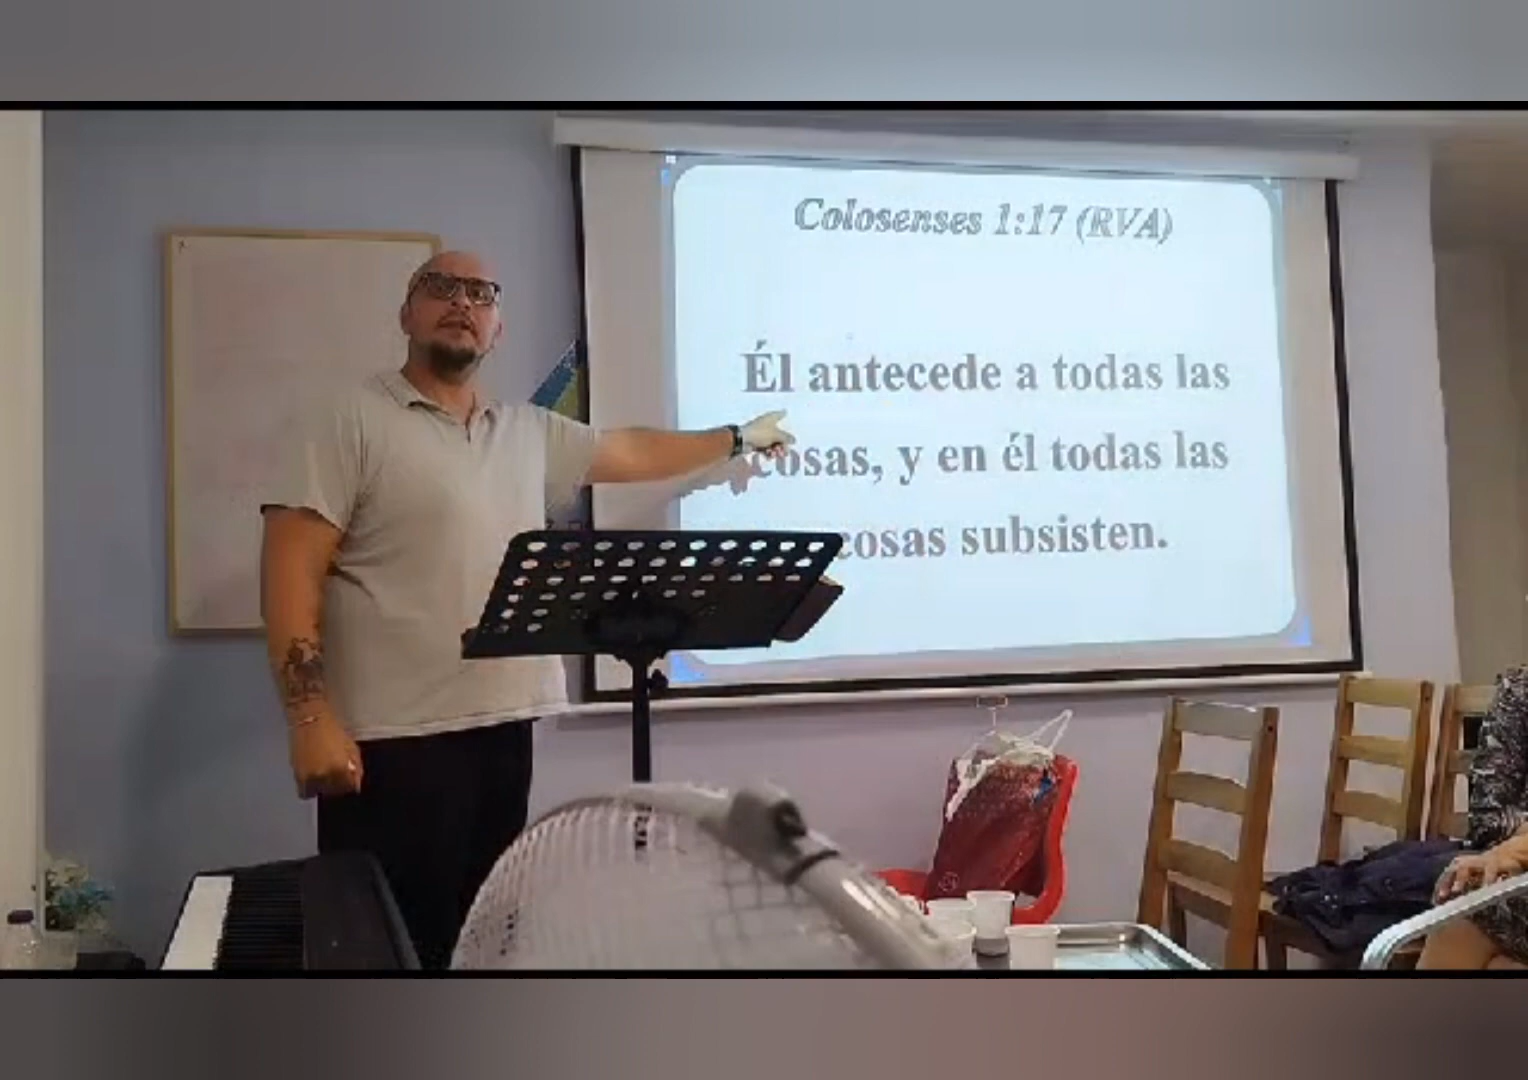 Colosenses 1:17 (RVA)
Él antecede a todas las
cosas, y en él todas las
cosas subsisten.